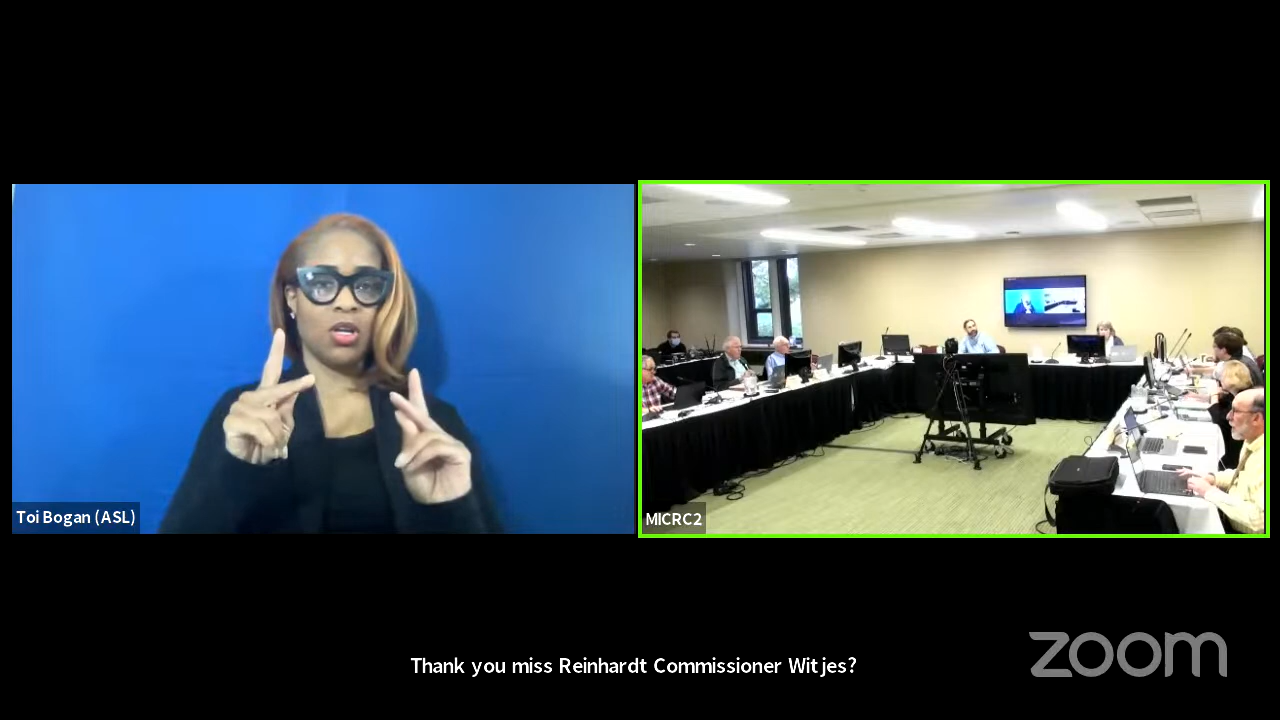 Toi Bogan (ASL)
MICRC2
Thank you miss Reinhardt Commissioner Witjes?
zoom